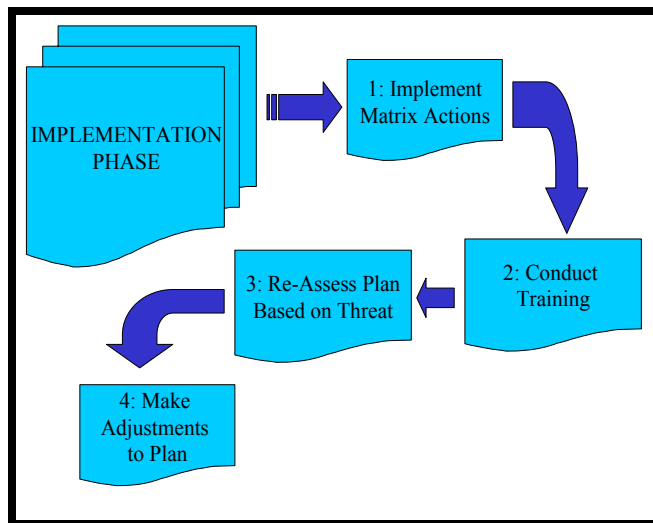 IMPLEMENTATION
PHASE
1: Implement
Matrix Actions
2: Conduct
Training
3: Re-Assess Plan
Based on Threat
4: Make
Adjustments
to Plan